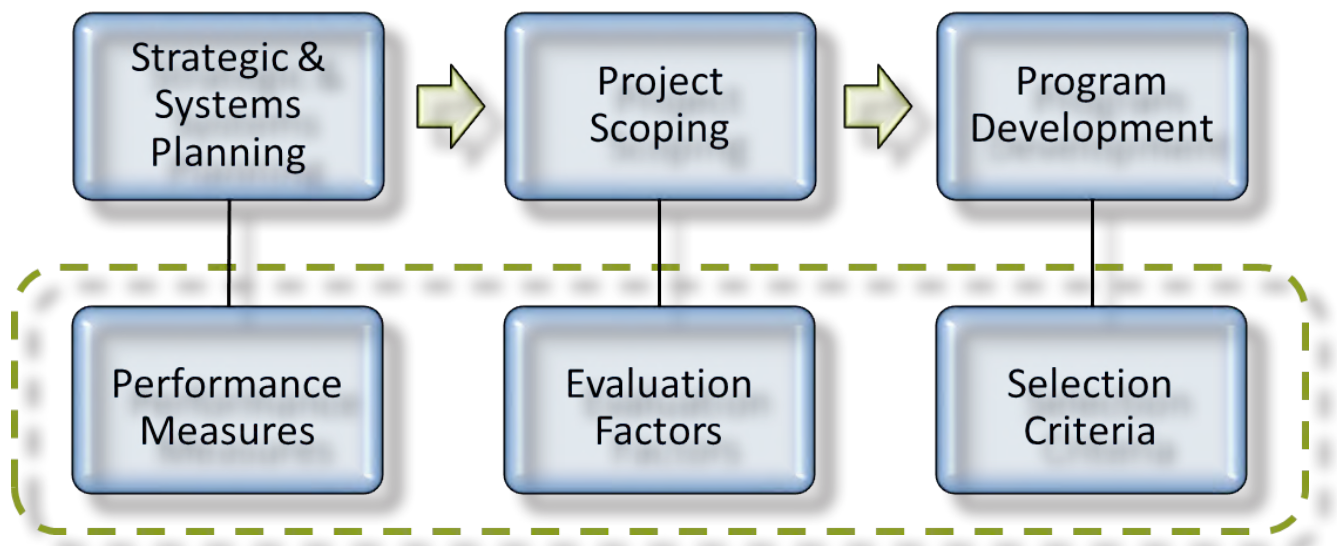 Strategic &
Systems
Planning
Project
Scoping
Program
Development
Performance
Measures
Evaluation
Factors
Selection
Criteria